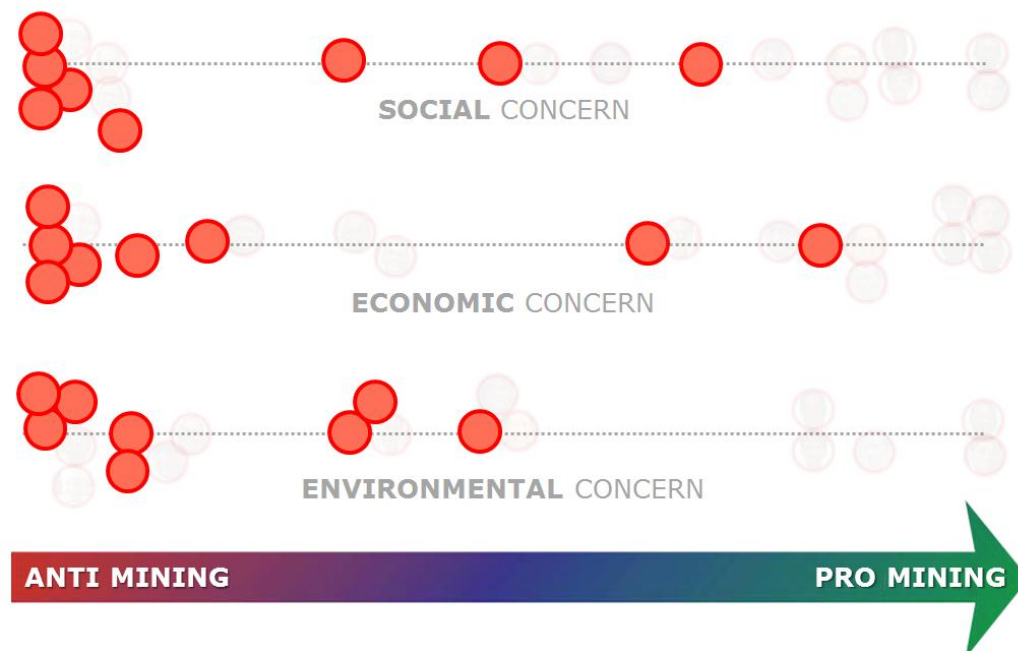 SOCIAL CONCERN
ECONOMIC CONCERN
ENVIRONMENTAL CONCERN
ANTI MINING PRO MINING